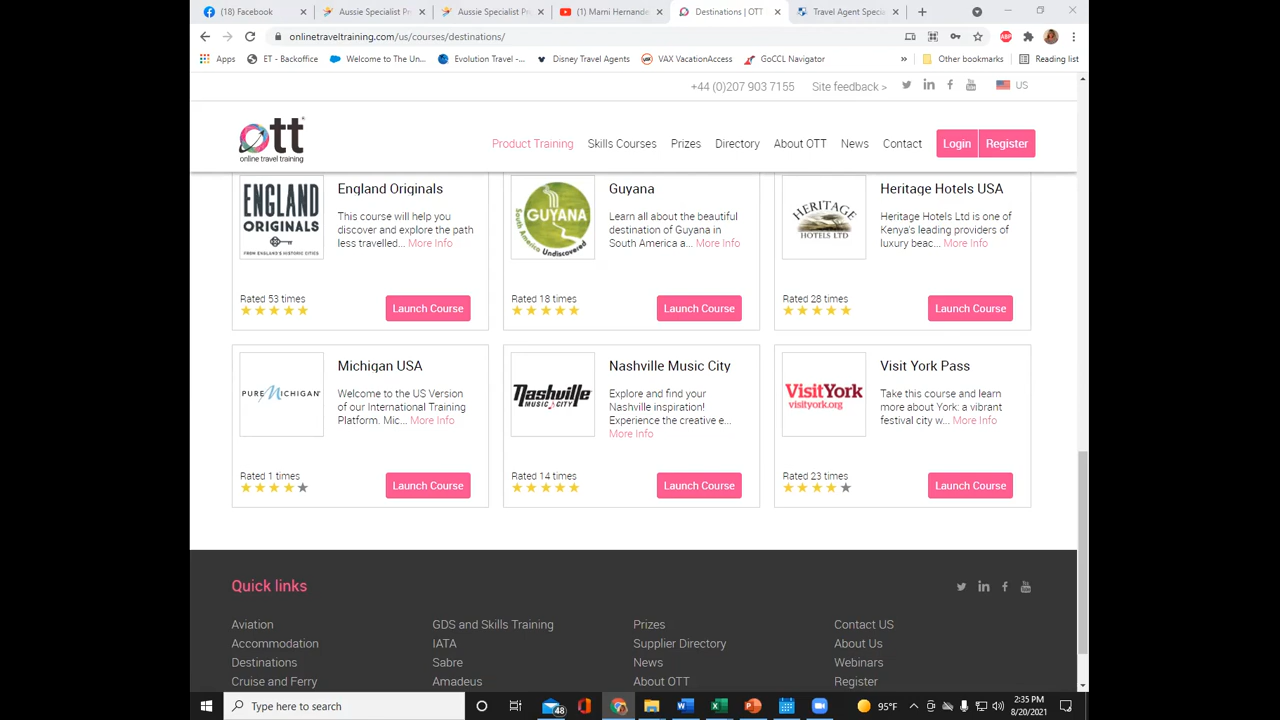 (18) Facebook
Aussie Specialist Pr
Aussie Specialist Pr
(1) Marni Hernande
Destinations | OTT
Travel Agent Speci
onlinetraveltraining.com/us/courses/destinations/
ABP
Apps
ET - Backoffice
Welcome to The Un...
Evolution Travel -...
Disney Travel Agents
VAX VacationAccess
GoCCL Navigator
Other bookmarks
Reading list
+44 (0)207 903 7155
Site feedback >
US
ott
online travel training
Product Training
Skills Courses
Prizes
Directory
About OTT
News
Contact
Login
Register
ENGLAND
ORIGINALS
FROM ENGLAND'S HISTORIC CITIES
England Originals
This course will help you
discover and explore the path
less travelled... More Info
Rated 53 times
Launch Course
GUYANA
South America Undiscovered
Guyana
Learn all about the beautiful
destination of Guyana in
South America a... More Info
Rated 18 times
Launch Course
HERITAGE
HOTELS LTD
Heritage Hotels USA
Heritage Hotels Ltd is one of
Kenya's leading providers of
luxury beac... More Info
Rated 28 times
Launch Course
PURE MICHIGAN
Michigan USA
Welcome to the US Version
of our International Training
Platform. Mic... More Info
Rated 1 times
Launch Course
Nashville
MUSIC CITY
Nashville Music City
Explore and find your
Nashville inspiration!
Experience the creative e...
More Info
Rated 14 times
Launch Course
VisitYork
visityork.org
Visit York Pass
Take this course and learn
more about York: a vibrant
festival city w... More Info
Rated 23 times
Launch Course
Quick links
Aviation
GDS and Skills Training
Prizes
Contact US
Accommodation
IATA
Supplier Directory
About Us
Destinations
Sabre
News
Webinars
Cruise and Ferry
Amadeus
About OTT
Register
Type here to search
48
95°F
2:35 PM
8/20/2021